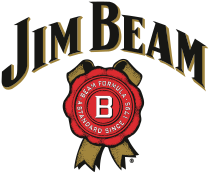 JIM BEAM
BEAM FORMULA
B
A STANDARD SINCE 1795
®